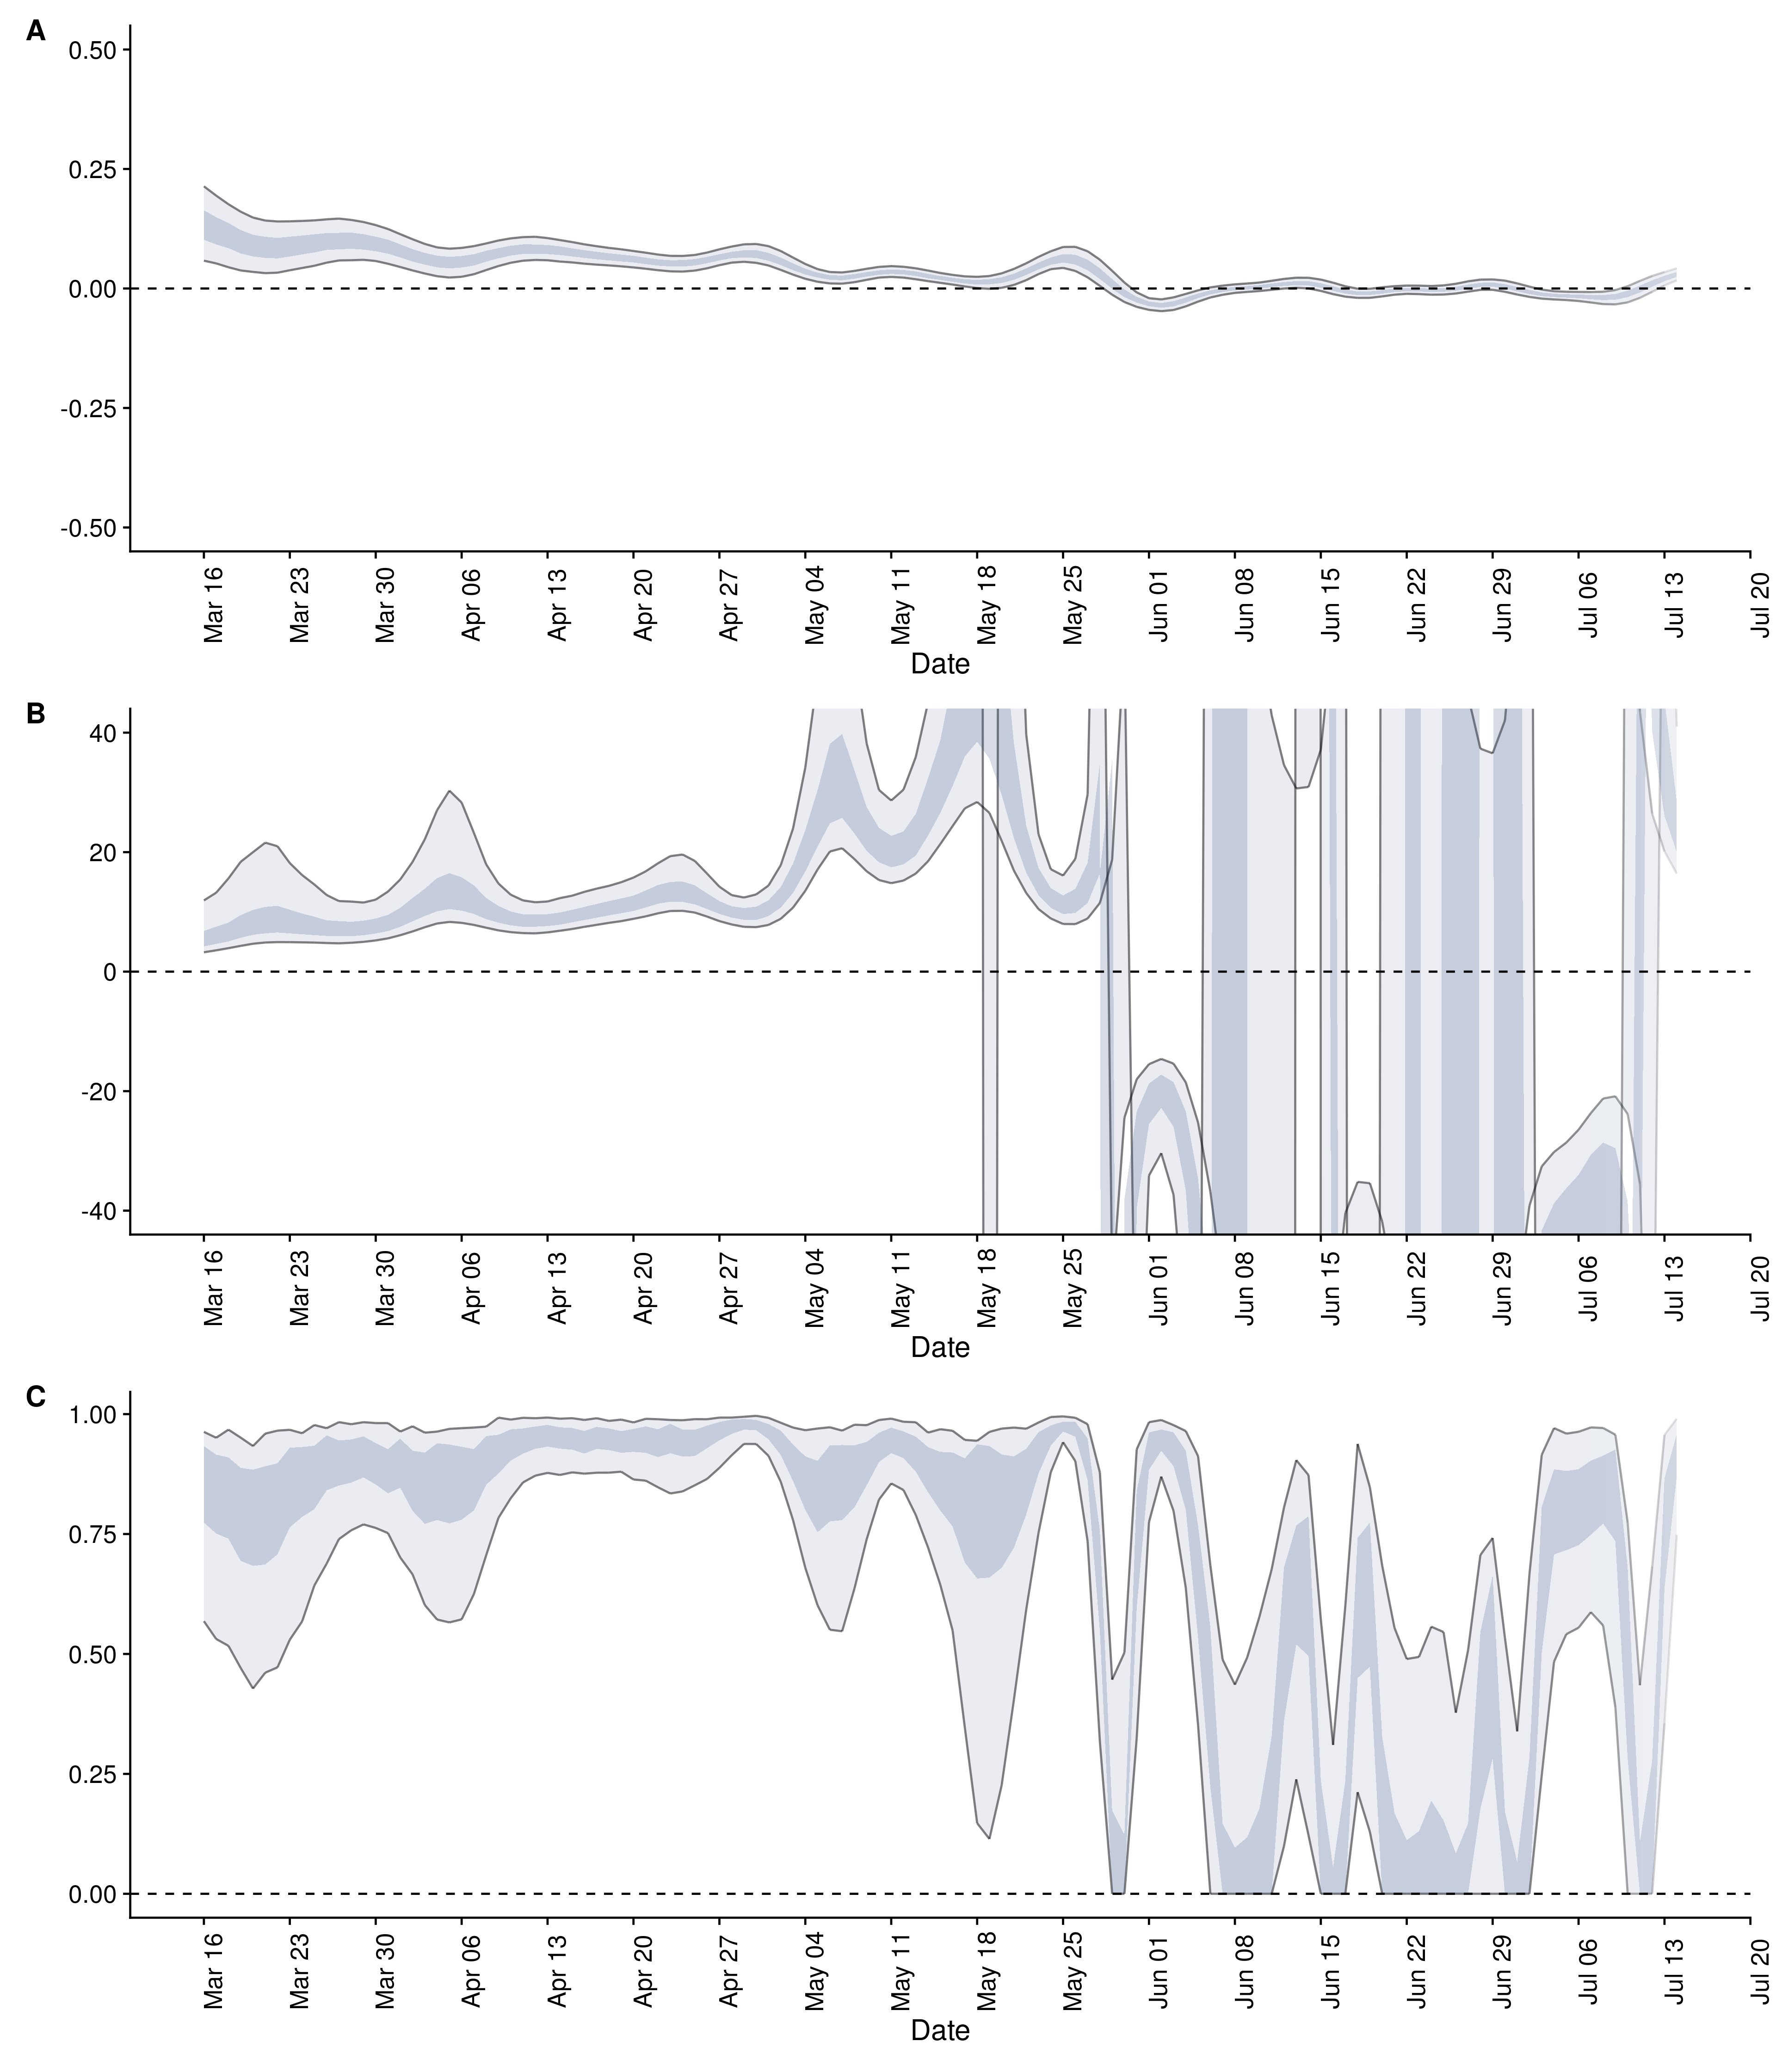 A
0.50
0.25
0.00
-0.25
-0.50
Mar 16
Mar 23
Mar 30
Apr 06
Apr 13
Apr 20
Apr 27
May 04
May 11
May 18
May 25
Jun 01
Jun 08
Jun 15
Jun 22
Jun 29
Jul 06
Jul 13
Jul 20
Date
B
40
20
0
-20
-40
Mar 16
Mar 23
Mar 30
Apr 06
Apr 13
Apr 20
Apr 27
May 04
May 11
May 18
May 25
Jun 01
Jun 08
Jun 15
Jun 22
Jun 29
Jul 06
Jul 13
Jul 20
Date
C
1.00
0.75
0.50
0.25
0.00
Mar 16
Mar 23
Mar 30
Apr 06
Apr 13
Apr 20
Apr 27
May 04
May 11
May 18
May 25
Jun 01
Jun 08
Jun 15
Jun 22
Jun 29
Jul 06
Jul 13
Jul 20
Date